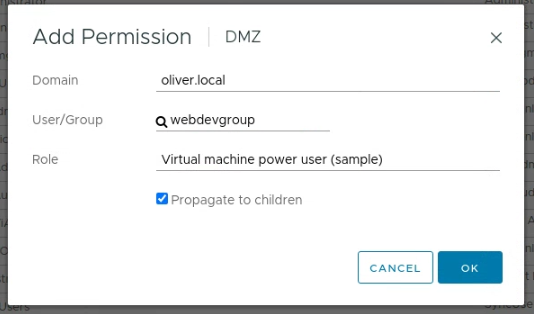 Add Permission DMZ
Domain oliver.local
User/Group webdevgroup
Role Virtual machine power user (sample)
Propagate to children
CANCEL OK
Users